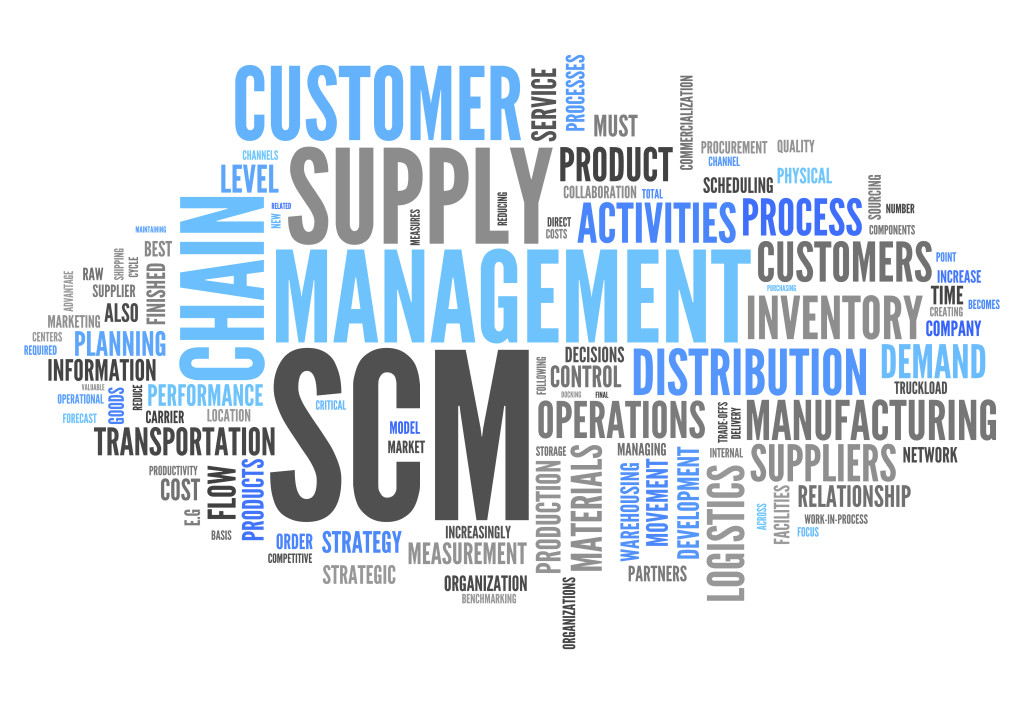 CUSTOMER
SERVICE
PROCESSES
MUST
COMMERCIALIZATION
CHANNELS
LEVEL
SUPPLY
PRODUCT
PROCUREMENT
QUALITY
CHANNEL
COLLABORATION
TOTAL
SCHEDULING
PHYSICAL
SOURCING
NUMBER
COMPONENTS
RELATED
NEW
MEASURES
REDUCING
DIRECT
COSTS
ACTIVITIES
PROCESS
MAINTAINING
CHAIN
BEST
SHIPPING
CYCLE
RAW
ADVANTAGE
SUPPLIER
FINISHED
ALSO
MARKETING
MANAGEMENT
CUSTOMERS
POINT
INCREASE
PURCHASING
TIME
BECOMES
CREATING
INVENTORY
COMPANY
CENTERS
REQUIRED
PLANNING
INFORMATION
SCM
FOLLOWING
DECISIONS
CONTROL
DISTRIBUTION
DEMAND
TRUCKLOAD
VALUABLE
OPERATIONAL
GOODS
REDUCE
PERFORMANCE
CRITICAL
DOCKING
FINAL
FORECAST
CARRIER
LOCATION
OPERATIONS
TRADE-OFFS
DELIVERY
MANUFACTURING
TRANSPORTATION
MODEL
MARKET
STORAGE
MANAGING
INTERNAL
SUPPLIERS
NETWORK
PRODUCTIVITY
COST
E.G
FLOW
PRODUCTS
BASIS
PRODUCTION
MATERIALS
WAREHOUSING
MOVEMENT
DEVELOPMENT
LOGISTICS
ACROSS
FACILITIES
RELATIONSHIP
WORK-IN-PROCESS
FOCUS
ORDER
STRATEGY
INCREASINGLY
MEASUREMENT
COMPETITIVE
STRATEGIC
ORGANIZATION
BENCHMARKING
PARTNERS
ORGANIZATIONS